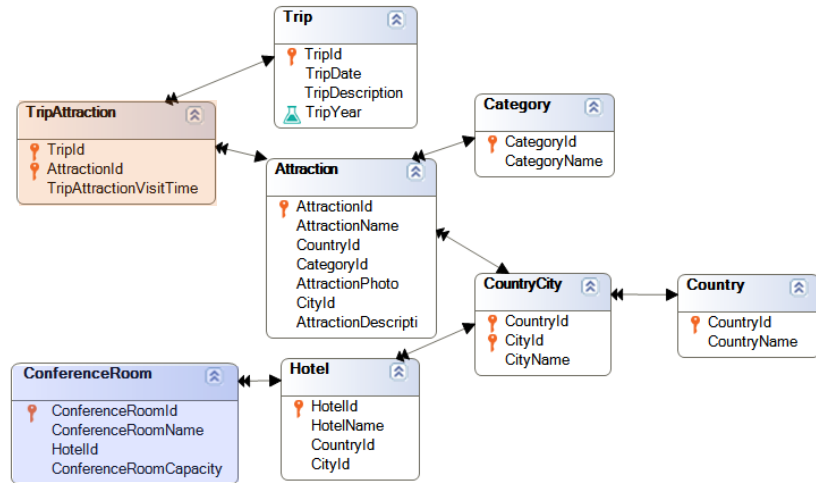 Trip
TripId
TripDate
TripDescription
TripYear
TripAttraction
TripId
AttractionId
TripAttractionVisitTime
Category
CategoryId
CategoryName
Attraction
AttractionId
AttractionName
CountryId
CategoryId
AttractionPhoto
CityId
AttractionDescripti
CountryCity
CountryId
CityId
CityName
Country
CountryId
CountryName
ConferenceRoom
ConferenceRoomId
ConferenceRoomName
HotelId
ConferenceRoomCapacity
Hotel
HotelId
HotelName
CountryId
CityId